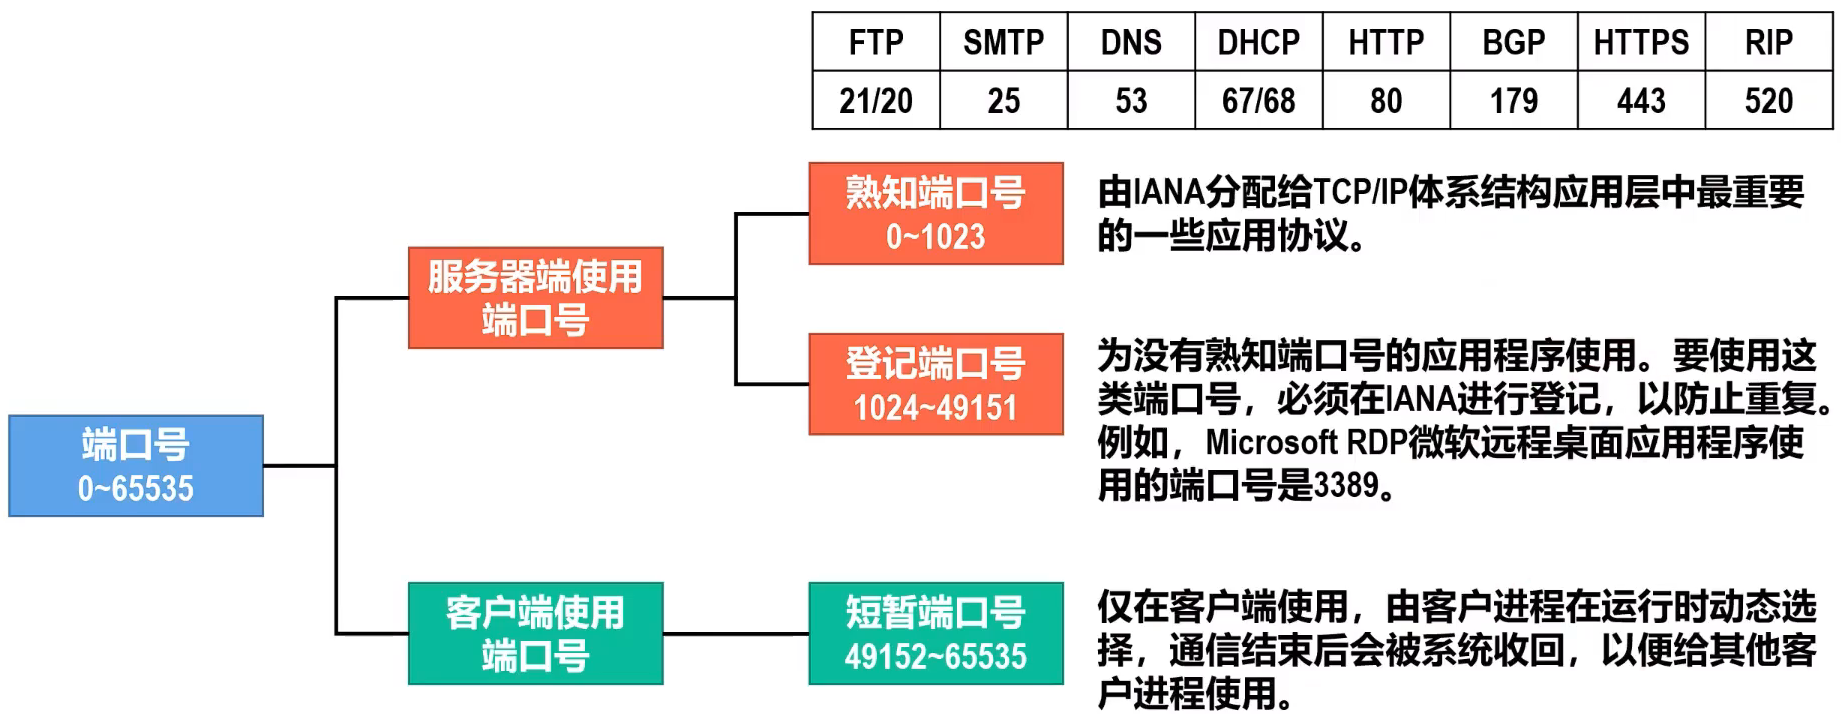 FTP SMTP DNS DHCP HTTP BGP HTTPS RIP
21/20 25 53 67/68 80 179 443 520
熟知端口号
0~1023
由IANA分配给TCP/IP体系结构应用层中最重要
的一些应用协议。
服务器端使用
端口号
登记端口号
1024~49151
为没有熟知端口号的应用程序使用。要使用这
类端口号，必须在IANA进行登记，以防止重复。
例如，Microsoft RDP微软远程桌面应用程序使
用的端口号是3389。
端口号
0~65535
客户端使用
端口号
短暂端口号
49152~65535
仅在客户端使用，由客户进程在运行时动态选
择，通信结束后会被系统收回，以便给其他客
户进程使用。